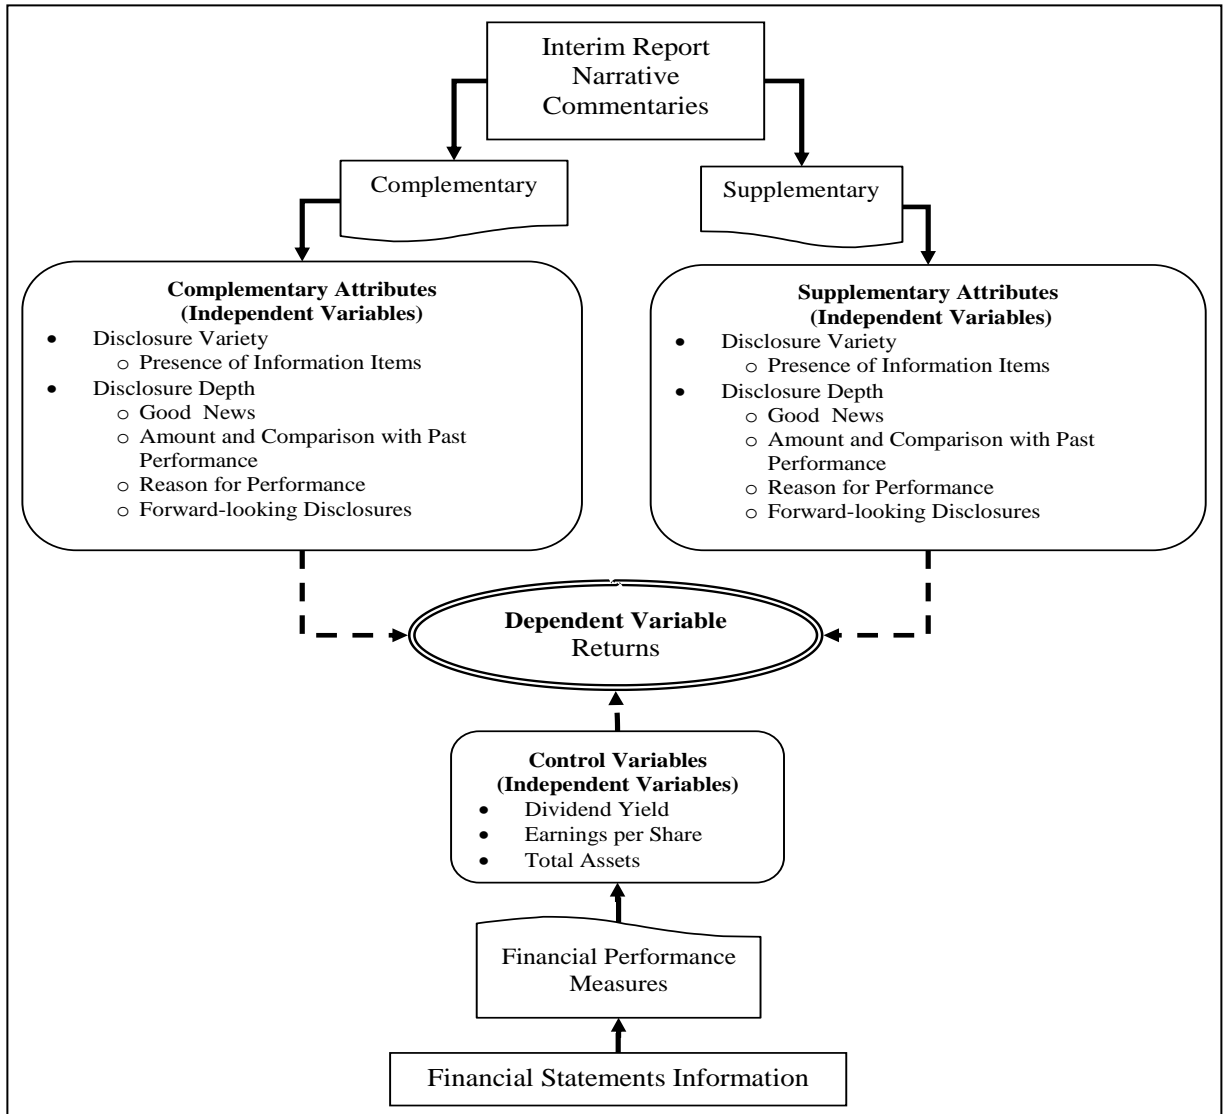 Interim Report
Narrative
Commentaries
Complementary
Supplementary
Complementary Attributes
(Independent Variables)
• Disclosure Variety
o Presence of Information Items
• Disclosure Depth
o Good News
o Amount and Comparison with Past
Performance
o Reason for Performance
o Forward-looking Disclosures
Supplementary Attributes
(Independent Variables)
• Disclosure Variety
o Presence of Information Items
• Disclosure Depth
o Good News
o Amount and Comparison with Past
Performance
o Reason for Performance
o Forward-looking Disclosures
Dependent Variable
Returns
Control Variables
(Independent Variables)
• Dividend Yield
• Earnings per Share
• Total Assets
Financial Performance
Measures
Financial Statements Information